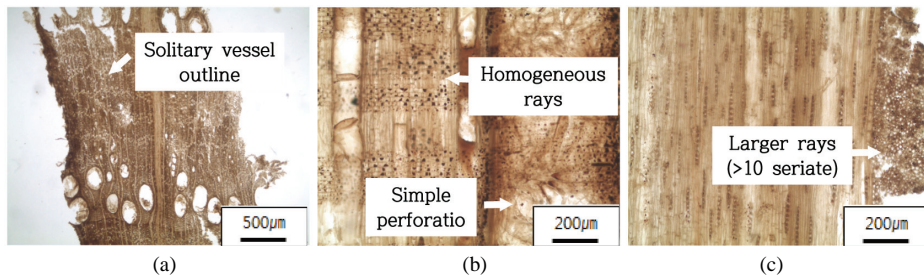 Solitary vessel
outline
500μm
Homogeneous
rays
Simple
perforatio
200μm
Larger rays
(>10 seriate)
200μm
(a)
(b)
(c)